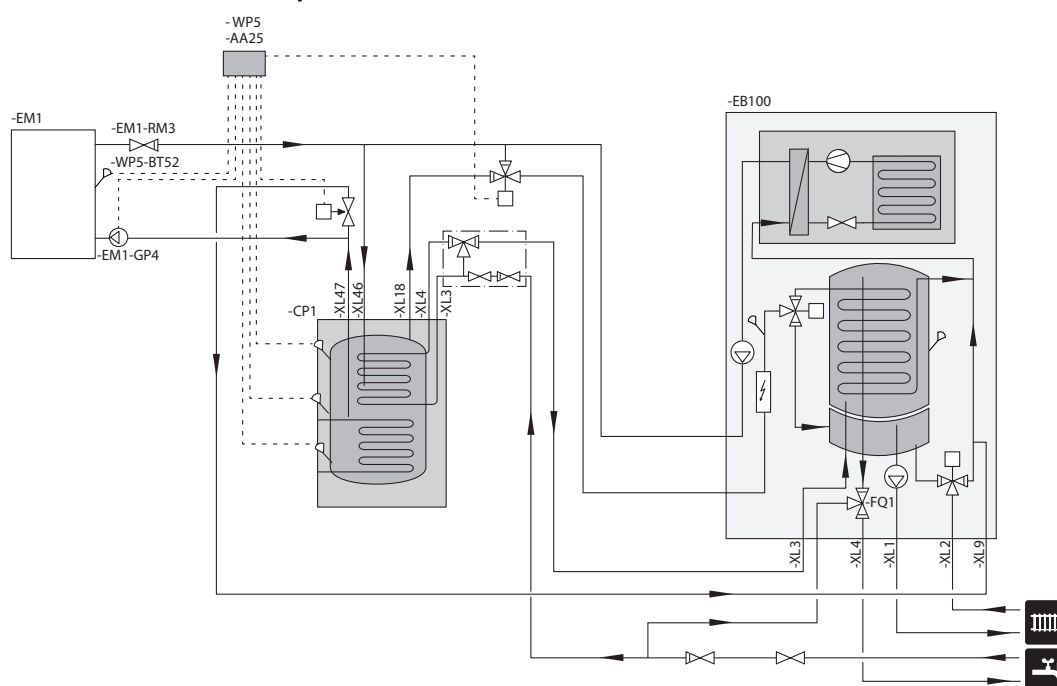 - WP5
-AA25
-EM1
-EM1-RM3
-WP5-BT52
-EM1-GP4
-EB100
-CP1
-XL47
-XL46
-XL18
-XL4
-XL3
-FQ1
-XL3
-XL4
-XL1
-XL2
-XL9